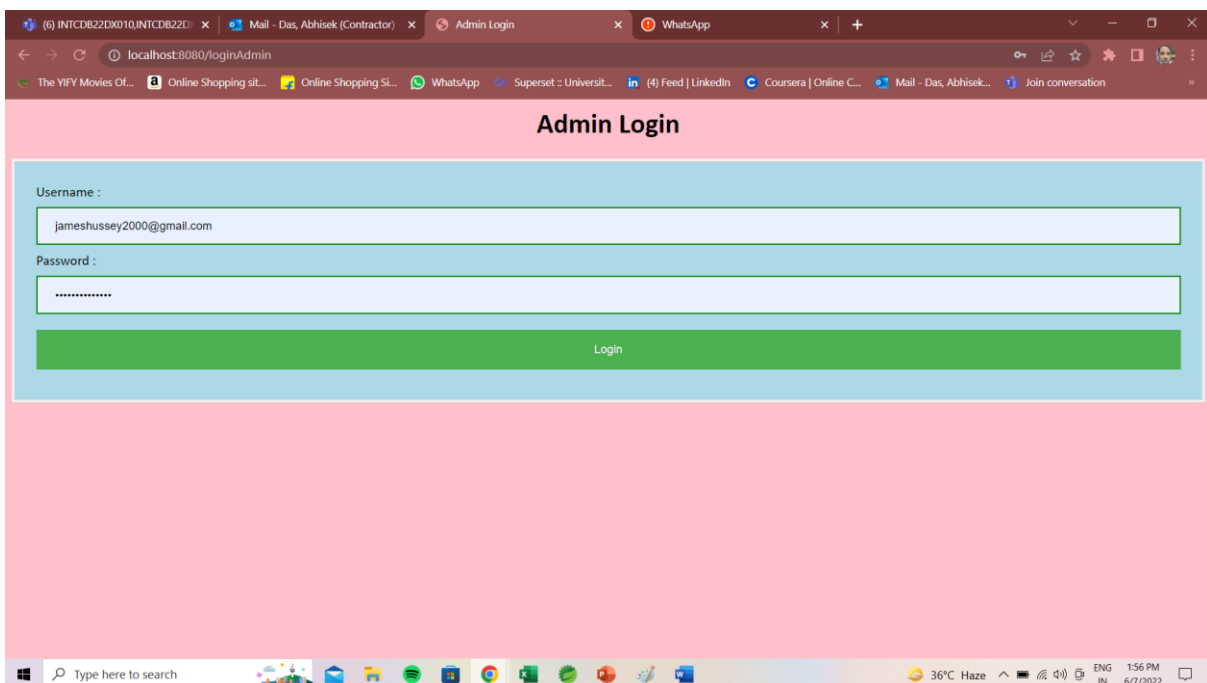 (6) INTCDB22DX010,INTCDB22D
Mail - Das, Abhisek (Contractor)
Admin Login
WhatsApp
localhost:8080/loginAdmin
The YIFY Movies Of...
Online Shopping sit...
Online Shopping Si...
WhatsApp
Superset :: Universit...
(4) Feed | LinkedIn
Coursera | Online C...
Mail - Das, Abhisek...
Join conversation
Admin Login
Username :
jameshussey2000@gmail.com
Password :
••••••••••••••
Login
Type here to search
36°C Haze
ENG
IN
1:56 PM
6/7/2022